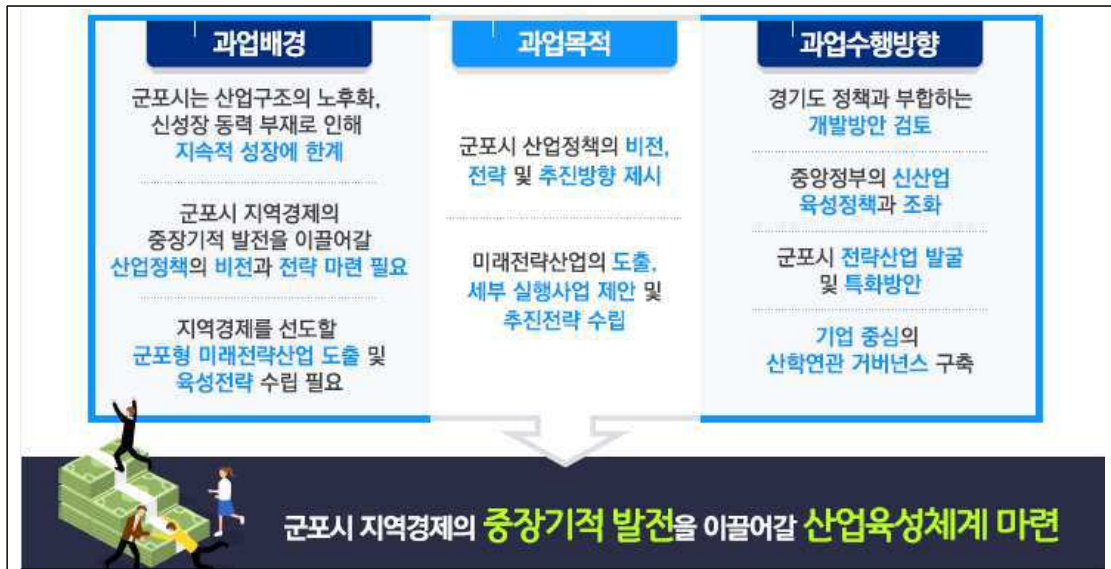 과업배경
군포시는 산업구조의 노후화,
신성장 동력 부재로 인해
지속적 성장에 한계
군포시 지역경제의
중장기적 발전을 이끌어갈
산업정책의 비전과 전략 마련 필요
지역경제를 선도할
군포형 미래전략산업 도출 및
육성전략 수립 필요
과업목적
군포시 산업정책의 비전,
전략 및 추진방향 제시
미래전략산업의 도출,
세부 실행사업 제안 및
추진전략 수립
과업수행방향
경기도 정책과 부합하는
개발방안 검토
중앙정부의 신산업
육성정책과 조화
군포시 전략산업 발굴
및 특화방안
기업 중심의
산학연관 거버넌스 구축
군포시 지역경제의 중장기적 발전을 이끌어갈 산업육성체계 마련